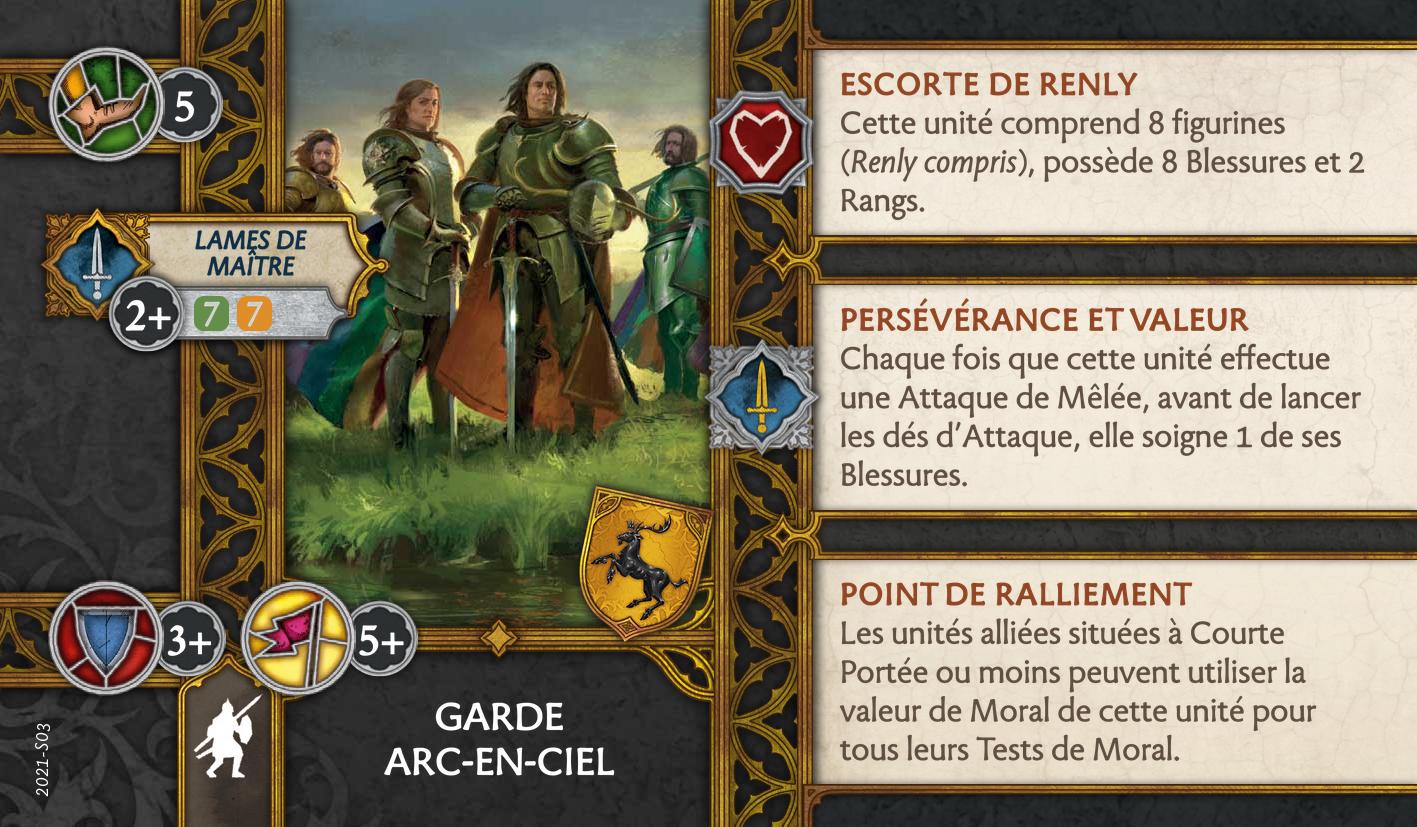 5
LAMES DE
MAÎTRE
2+ 7 7
3+ 5+
GARDE
ARC-EN-CIEL
2021-S03
ESCORTE DE RENLY
Cette unité comprend 8 figurines
(Renly compris), possède 8 Blessures et 2
Rangs.
PERSÉVÉRANCE ET VALEUR
Chaque fois que cette unité effectue
une Attaque de Mêlée, avant de lancer
les dés d’Attaque, elle soigne 1 de ses
Blessures.
POINT DE RALLIEMENT
Les unités alliées situées à Courte
Portée ou moins peuvent utiliser la
valeur de Moral de cette unité pour
tous leurs Tests de Moral.